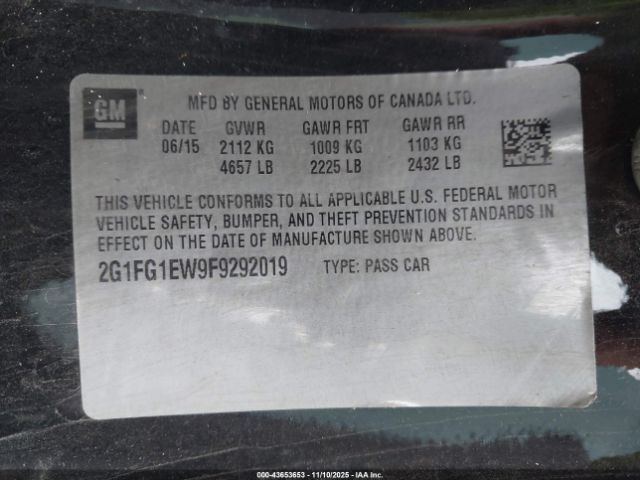 GM
MFD BY GENERAL MOTORS OF CANADA LTD.
DATE GVWR GAWR FRT GAWR RR
06/15 2112 KG 1009 KG 1103 KG
4657 LB 2225 LB 2432 LB
THIS VEHICLE CONFORMS TO ALL APPLICABLE U.S. FEDERAL MOTOR
VEHICLE SAFETY, BUMPER, AND THEFT PREVENTION STANDARDS IN
EFFECT ON THE DATE OF MANUFACTURE SHOWN ABOVE.
2G1FG1EW9F9292019 TYPE: PASS CAR
000-43653653 — 11/10/2025 — IAA Inc.